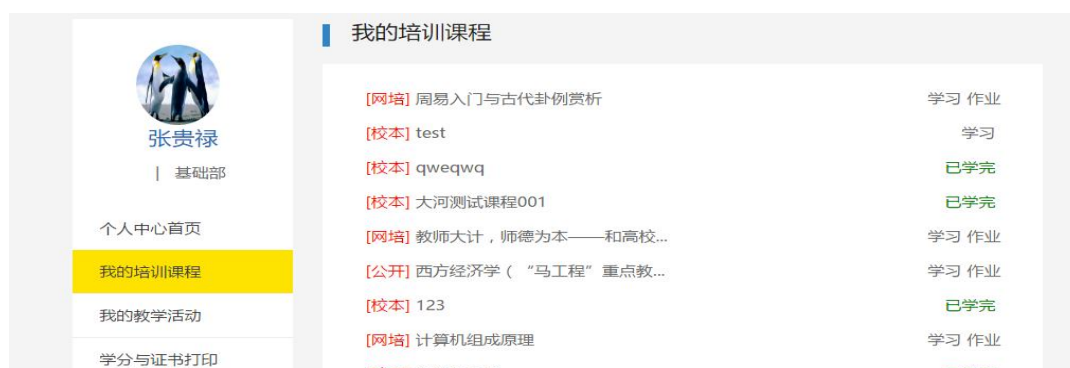 张贵禄
| 基础部
个人中心首页
我的培训课程
我的教学活动
学分与证书打印
我的培训课程
[网培] 周易入门与古代卦例赏析 学习 作业
[校本] test 学习
[校本] qweqwq 已学完
[校本] 大河测试课程001 已学完
[网培] 教师大计，师德为本——和高校... 学习 作业
[公开] 西方经济学（“马工程”重点教... 学习 作业
[校本] 123 已学完
[网培] 计算机组成原理 学习 作业